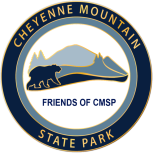 CHEYENNE MOUNTAIN
FRIENDS OF CMSP
STATE PARK